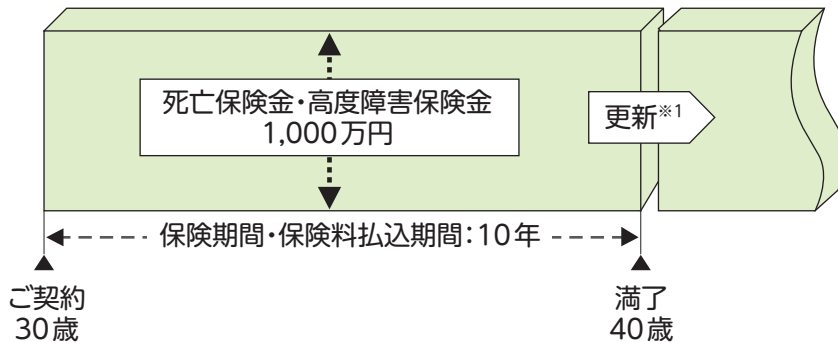 死亡保険金・高度障害保険金
1,000万円
更新※1
保険期間・保険料払込期間：10年
ご契約
30歳
満了
40歳